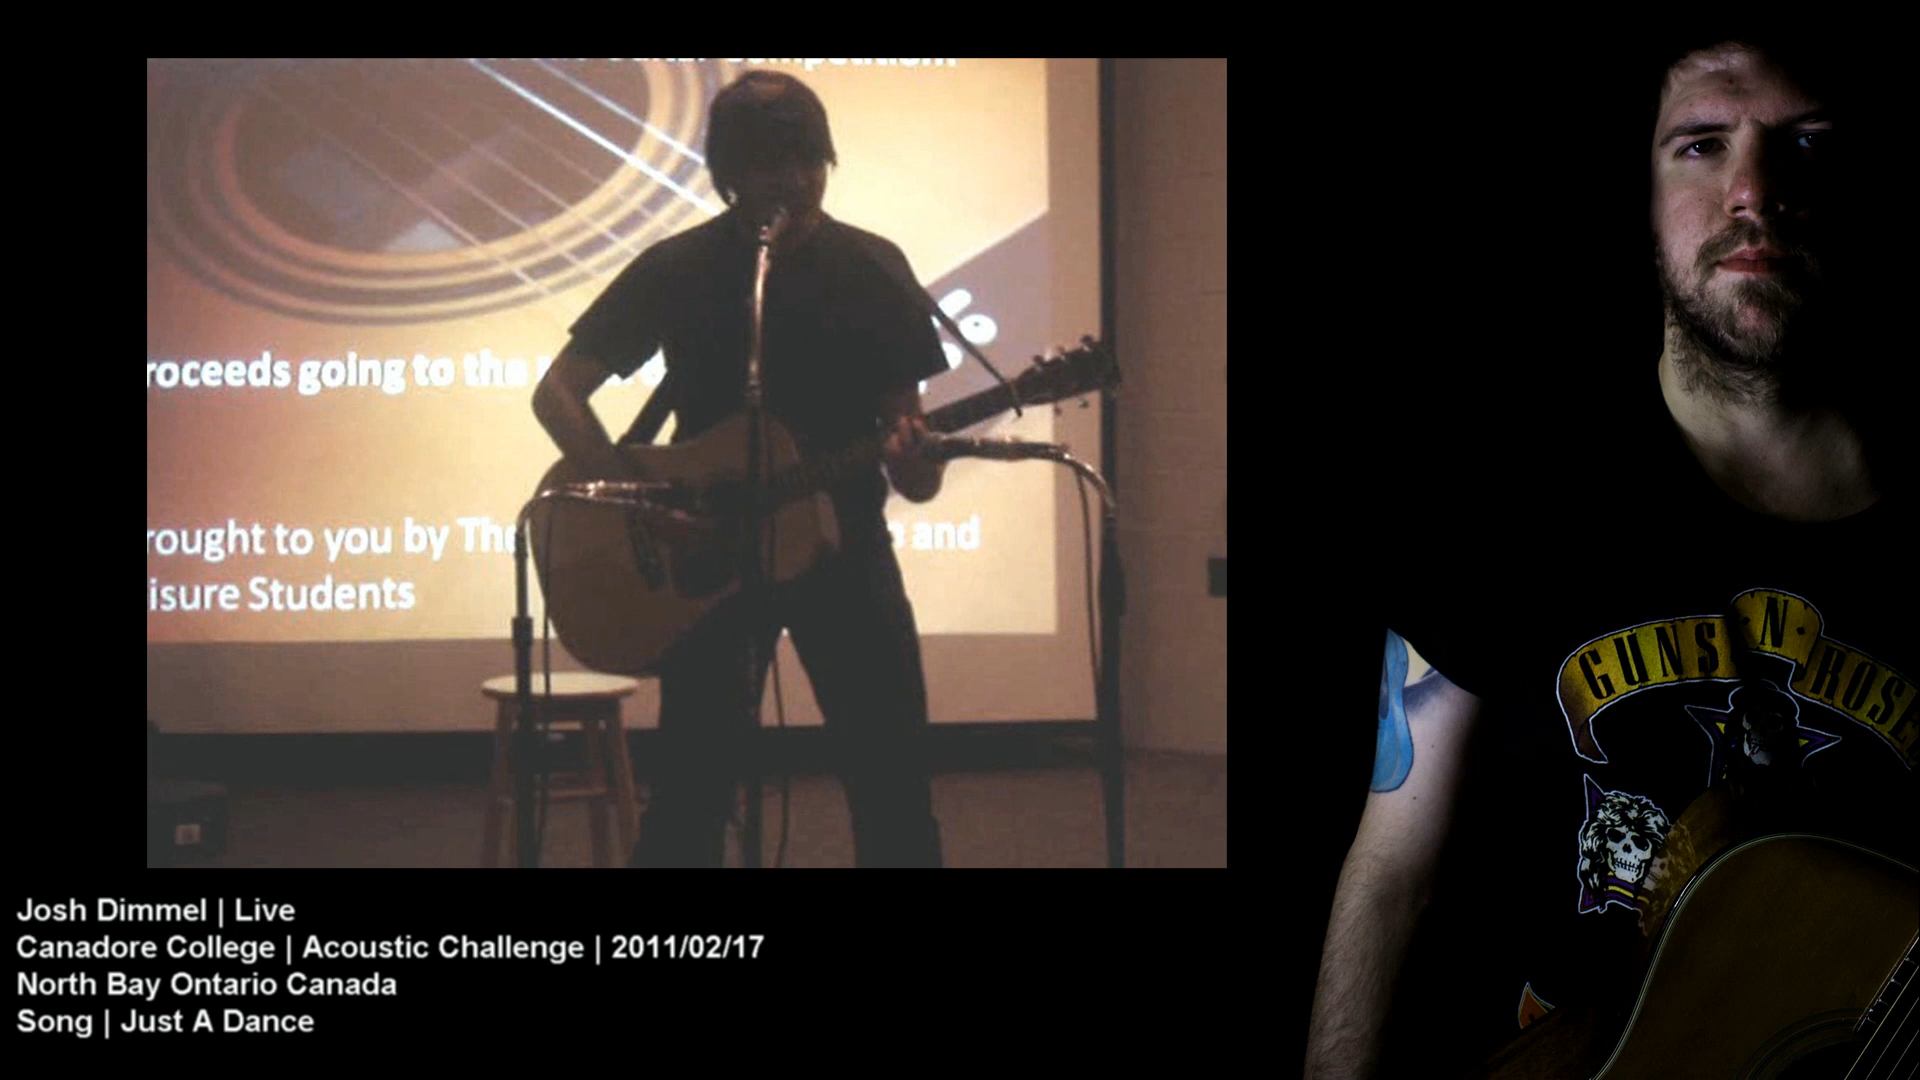 roceeds going to the
rought to you by The
and
isure Students
GUNS N ROSES
Josh Dimmel | Live
Canadore College | Acoustic Challenge | 2011/02/17
North Bay Ontario Canada
Song | Just A Dance